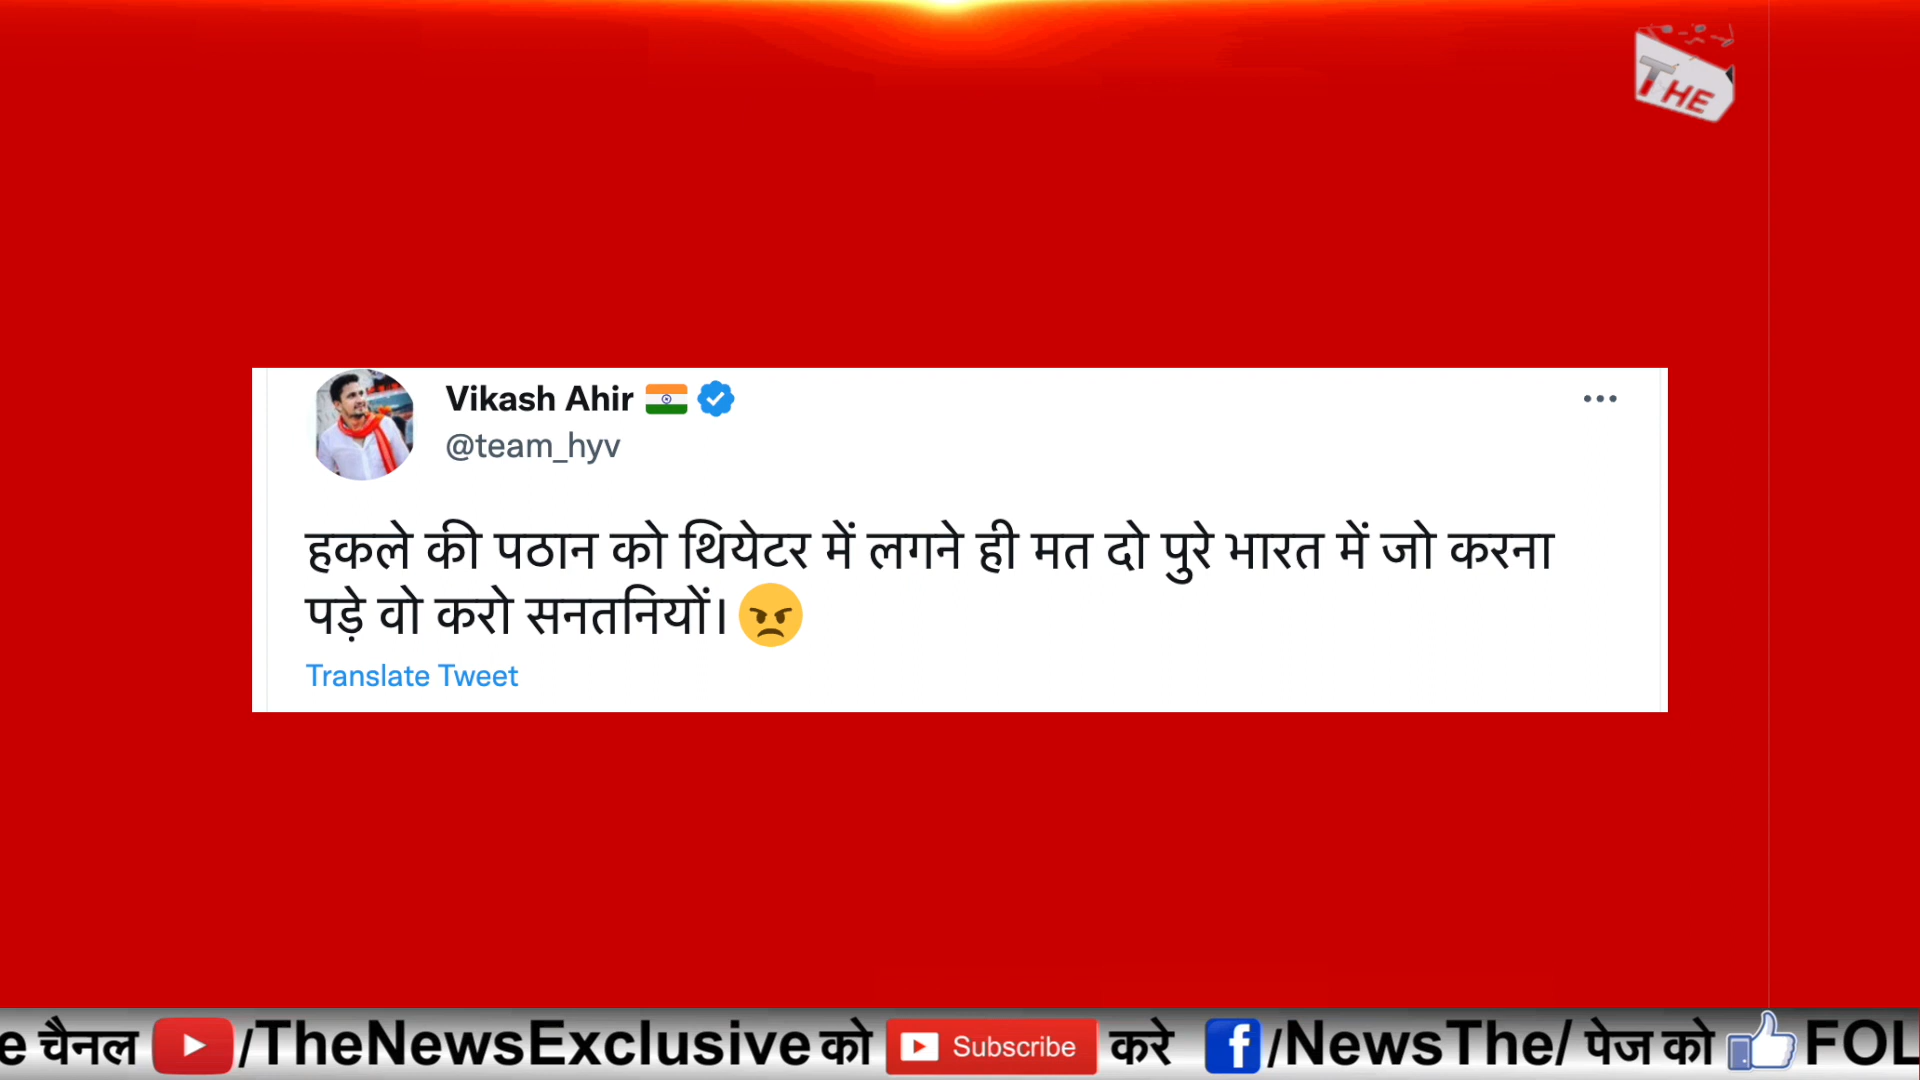 THE
Vikash Ahir
@team_hyv
हकले की पठान को थियेटर में लगने ही मत दो पुरे भारत में जो करना
पड़े वो करो सनतनियों।
Translate Tweet
e चैनल /TheNewsExclusive को Subscribe करे f/NewsThe/ पेज को FOL